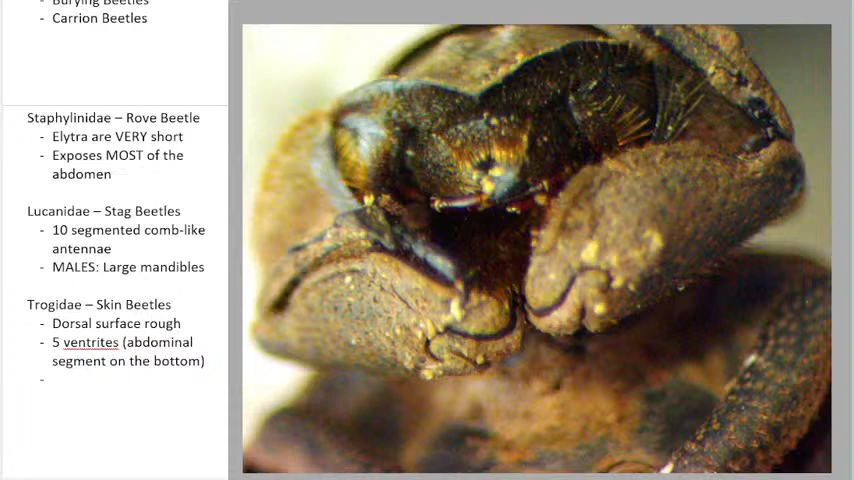 Burying Beetles
- Carrion Beetles
Staphylinidae – Rove Beetle
- Elytra are VERY short
- Exposes MOST of the
abdomen
Lucanidae – Stag Beetles
- 10 segmented comb-like
antennae
- MALES: Large mandibles
Trogidae – Skin Beetles
- Dorsal surface rough
- 5 ventrites (abdominal
segment on the bottom)
-